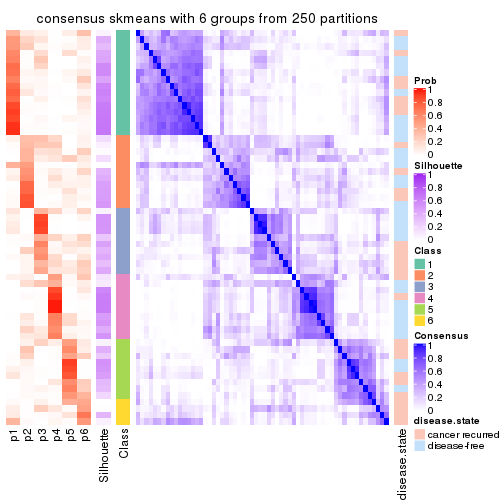 consensus skmeans with 6 groups from 250 partitions
Prob
1
0.8
0.6
0.4
0.2
0
Silhouette
1
0.8
0.6
0.4
0.2
0
Class
1
2
3
4
5
6
Consensus
1
0.8
0.6
0.4
0.2
0
disease.state
cancer recurred
disease-free
p1
p2
p3
p4
p5
p6
Silhouette
Class
disease.state